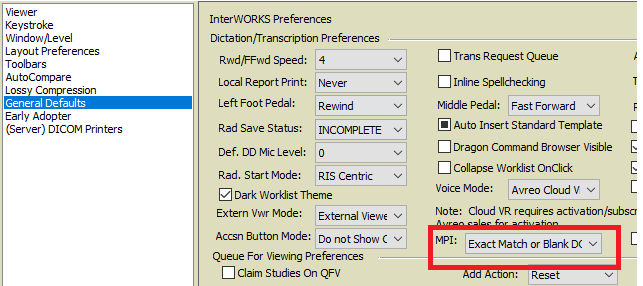 Viewer
Keystroke
Window/Level
Layout Preferences
Toolbars
AutoCompare
Lossy Compression
General Defaults
Early Adopter
(Server) DICOM Printers
InterWORKS Preferences
Dictation/Transcription Preferences
Rwd/FFwd Speed: 4
Trans Request Queue
Local Report Print: Never
Inline Spellchecking
Left Foot Pedal: Rewind
Middle Pedal: Fast Forward
Rad Save Status: INCOMPLETE
Auto Insert Standard Template
Def. DD Mic Level: 0
Dragon Command Browser Visible
Rad. Start Mode: RIS Centric
Collapse Worklist OnClick
Dark Worklist Theme
Voice Mode: Avreo Cloud
Extern Vwr Mode: External
Note: Cloud VR requires
Avreo sales for activation
Accsn Button Mode: Do not Show
MPI: Exact Match or Blank
Queue For Viewing Preferences
Claim Studies On QFV
Add Action: Reset